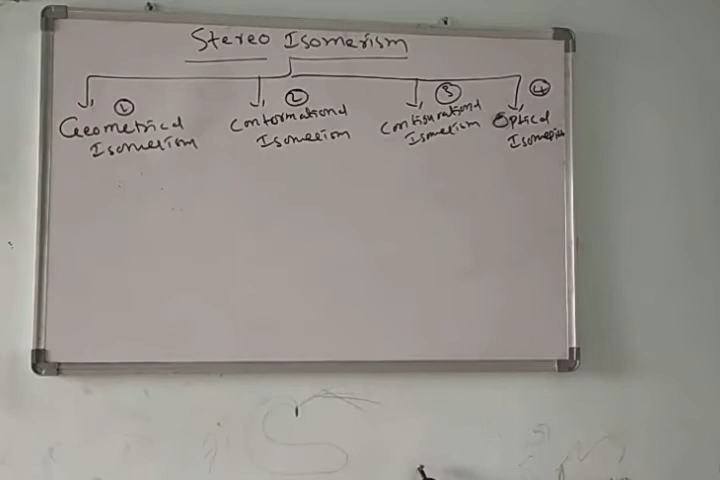 Stereo Isomerism
1 2 3 4
Geometrical Conformational Configurational Optical
Isomerism Isomerism Isomerism Isomerism